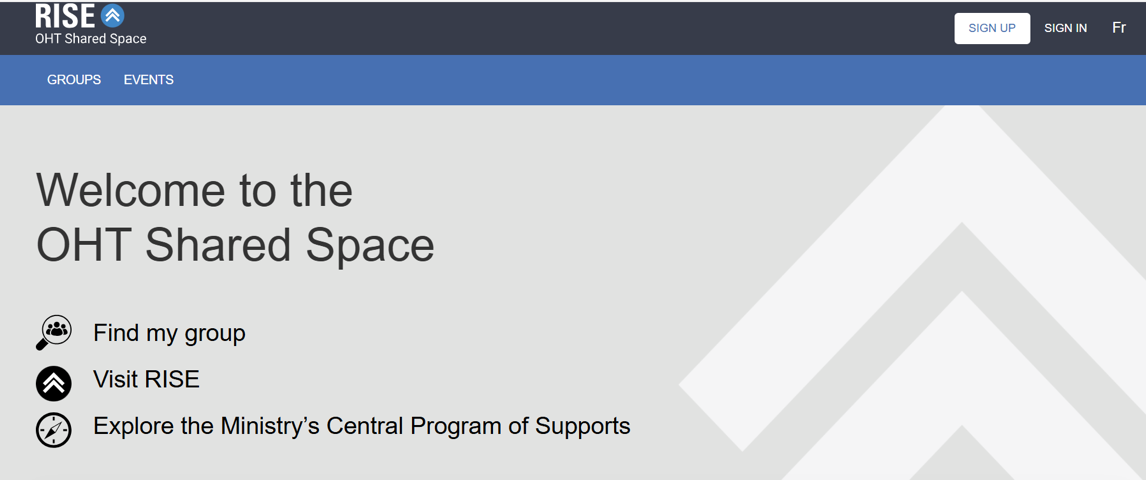 RISE
OHT Shared Space
SIGN UP
SIGN IN
Fr
GROUPS
EVENTS
Welcome to the
OHT Shared Space
Find my group
Visit RISE
Explore the Ministry’s Central Program of Supports